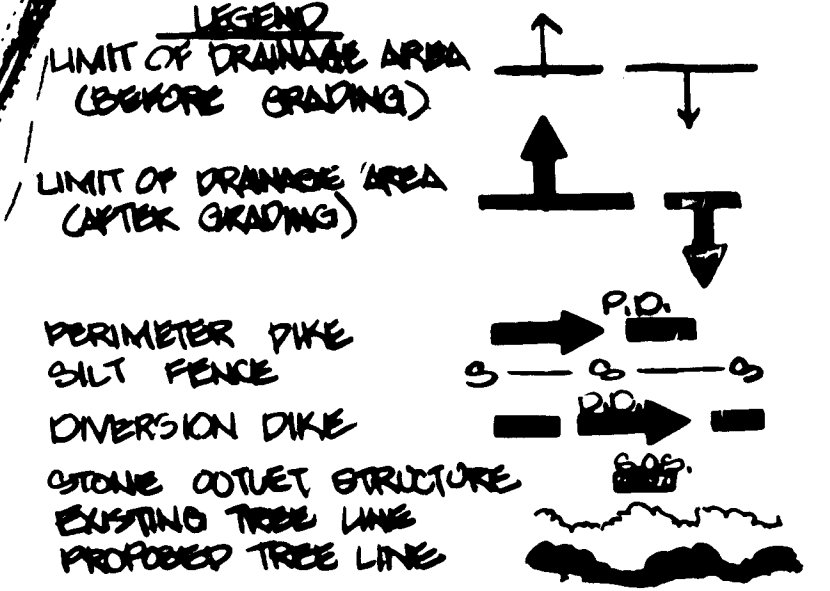 LEGEND
LIMIT OF DRAINAGE AREA
(BEFORE GRADING)
LIMIT OF DRAINAGE AREA
(AFTER GRADING)
P.D.
PERIMETER DIKE
SILT FENCE S S S
D.D.
DIVERSION DIKE
S.O.S.
STONE OUTLET STRUCTURE
EXISTING TREE LINE
PROPOSED TREE LINE